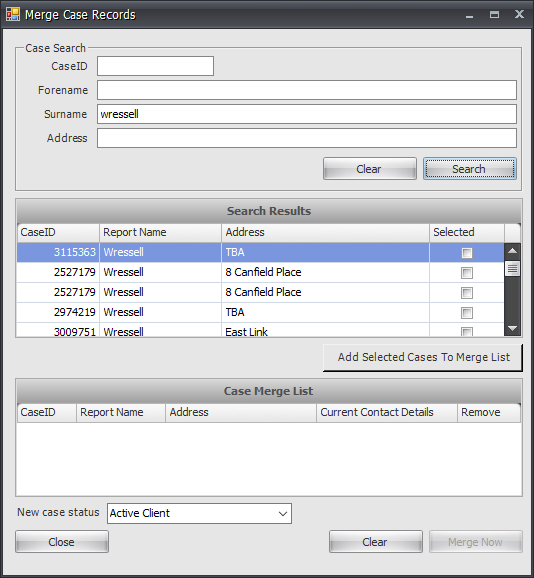 Merge Case Records
Case Search
CaseID
Forename
Surname wressell
Address
Clear Search
Search Results
CaseID Report Name Address Selected
3115363 Wressell TBA
2527179 Wressell 8 Canfield Place
2527179 Wressell 8 Canfield Place
2974219 Wressell TBA
3009751 Wressell East Link
Add Selected Cases To Merge List
Case Merge List
CaseID Report Name Address Current Contact Details Remove
New case status Active Client
Close Clear Merge Now